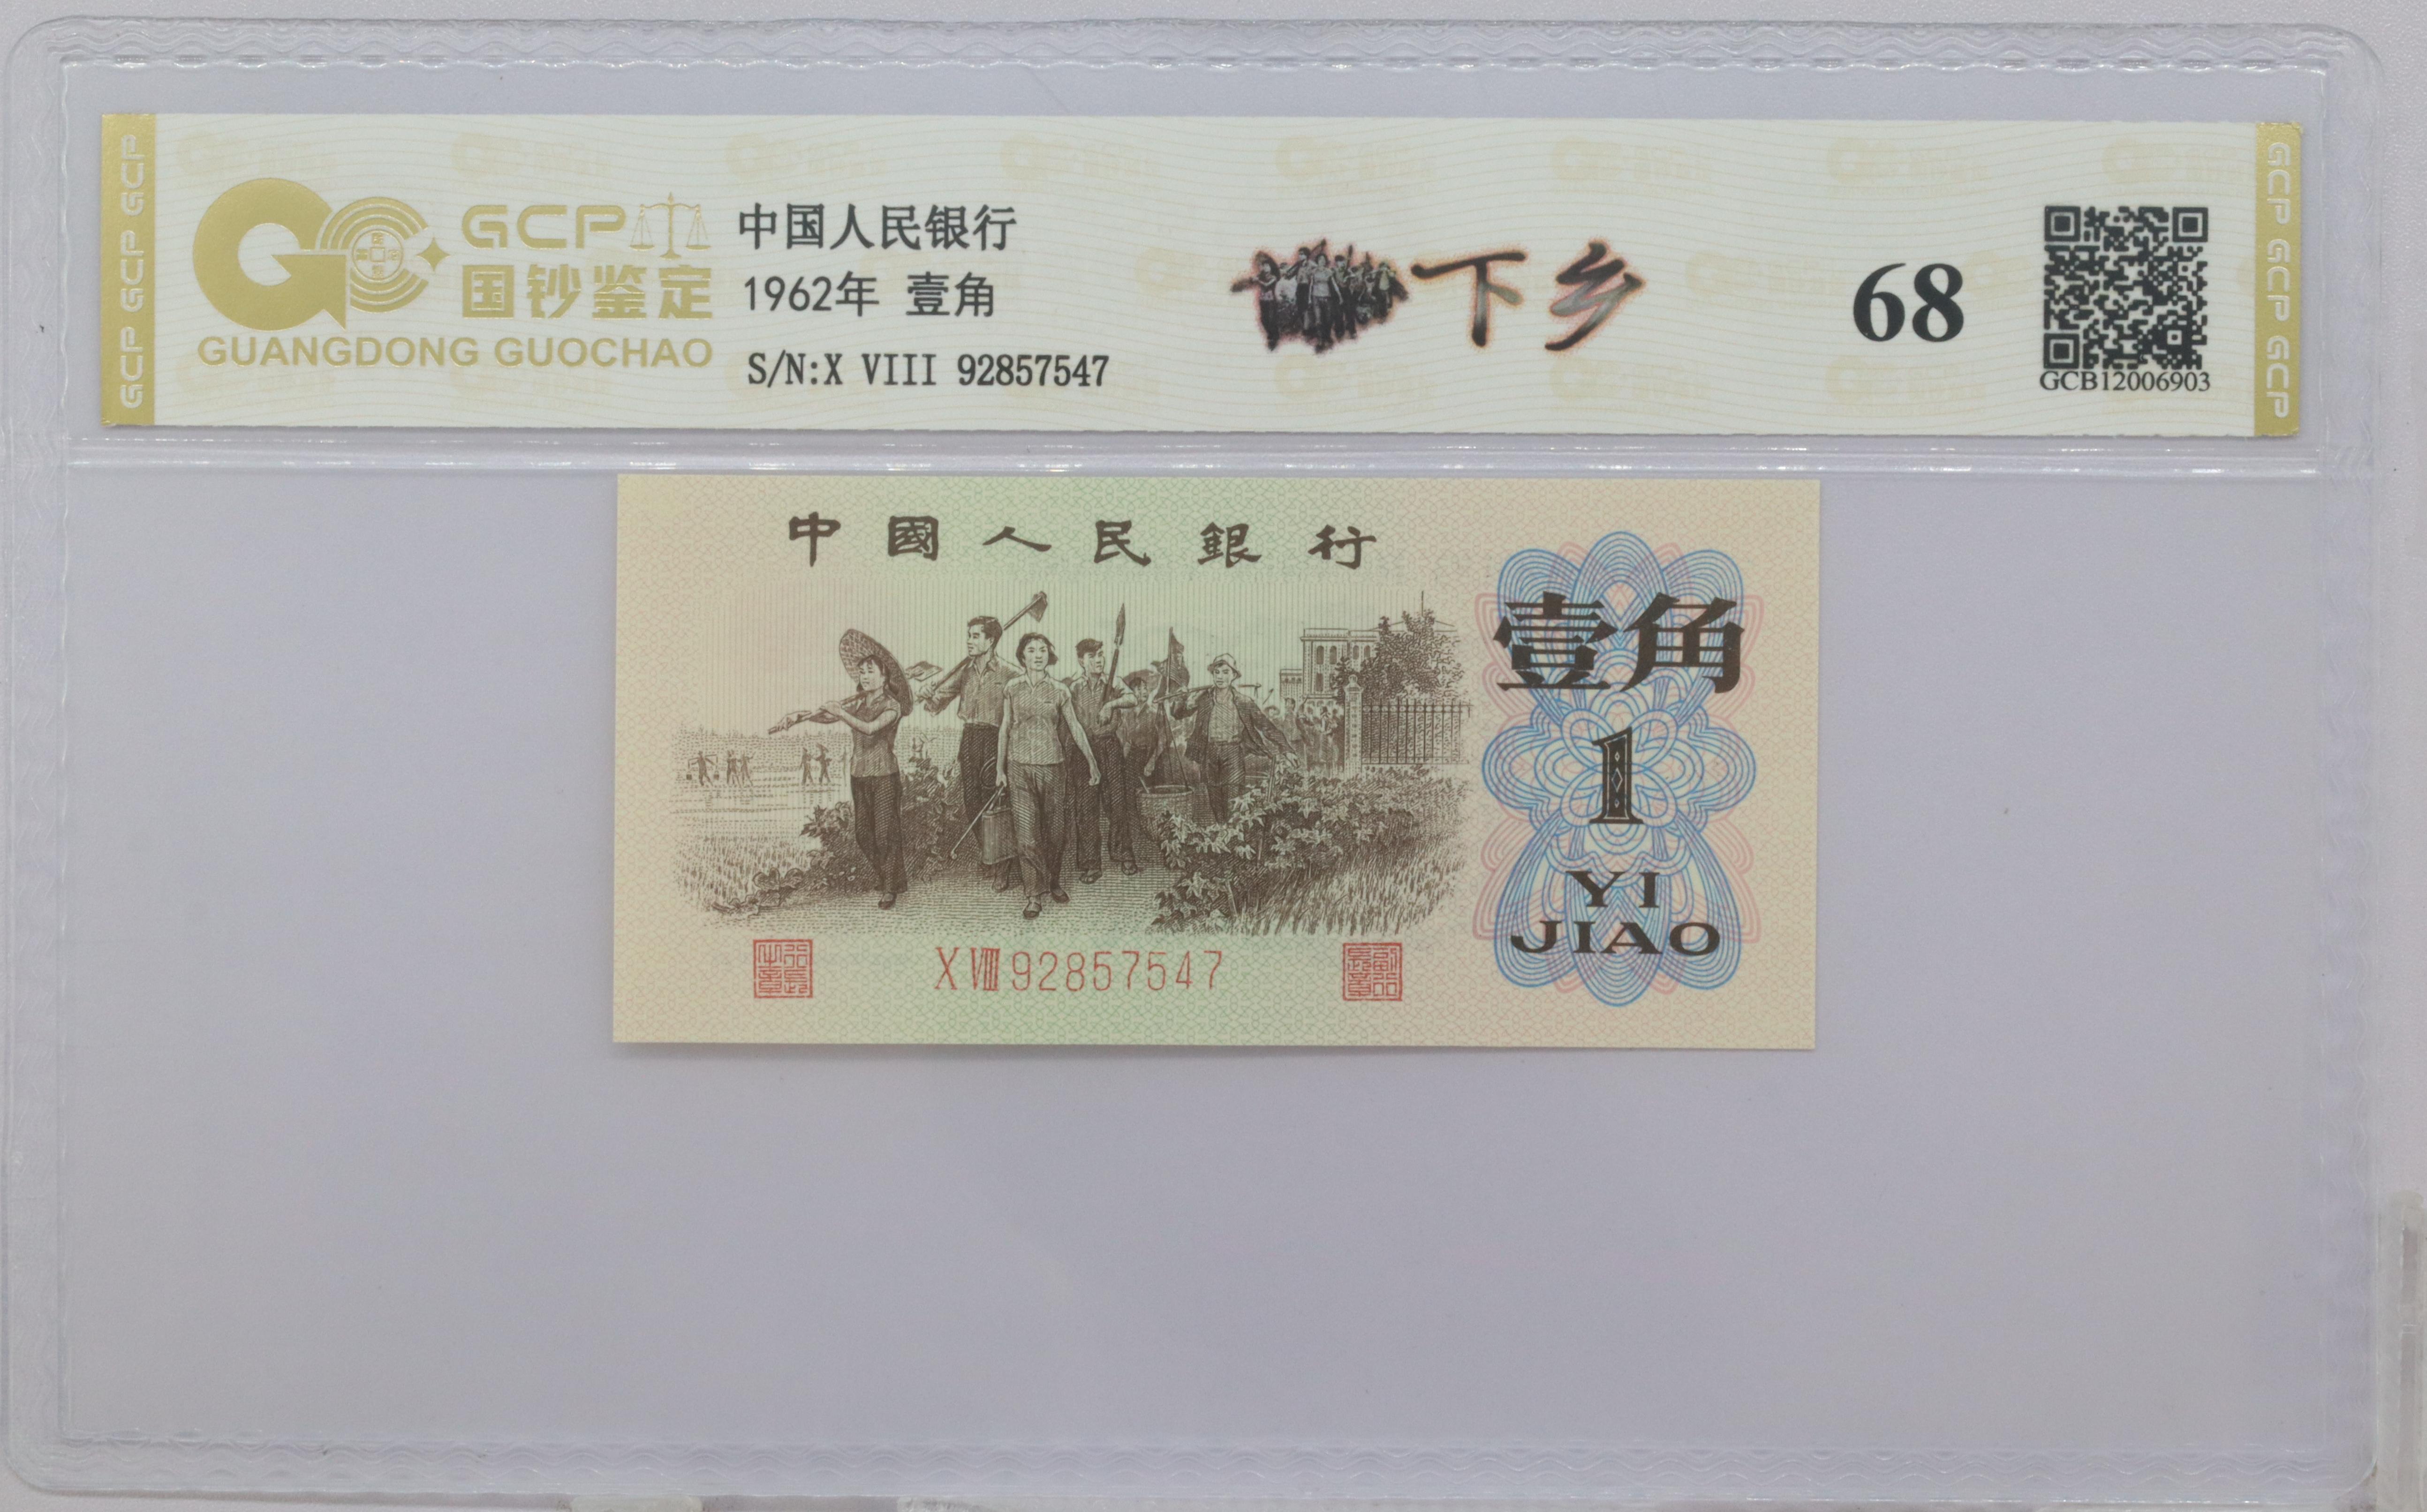 GCP GCP GCP
GCP
国钞鉴定
GUANGDONG GUOCHAO
中国人民银行
1962年 壹角
S/N:X VIII 92857547
下乡
68
GCB12006903
GCP GCP GCP
中國人民銀行
壹角
1
YI
JIAO
X VIII 92857547